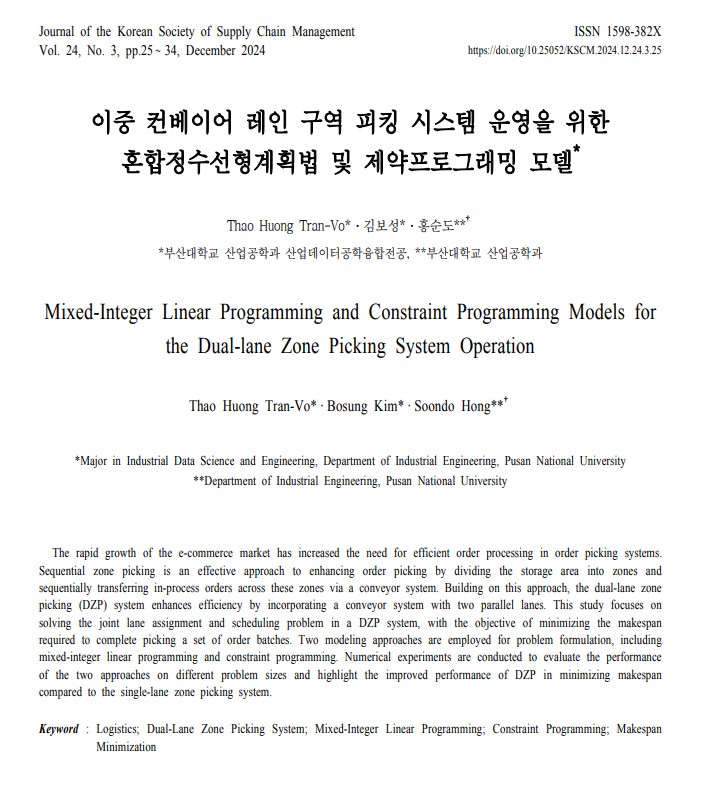 Journal of the Korean Society of Supply Chain Management
ISSN 1598-382X
Vol. 24, No. 3, pp.25~34, December 2024
https://doi.org/10.25052/KSCM.2024.12.24.3.25
이중 컨베이어 레인 구역 피킹 시스템 운영을 위한
혼합정수선형계획법 및 제약프로그래밍 모델*
Thao Huong Tran-Vo*·김보성*·홍순도**†
*부산대학교 산업공학과 산업데이터공학융합전공, **부산대학교 산업공학과
Mixed-Integer Linear Programming and Constraint Programming Models for
the Dual-lane Zone Picking System Operation
Thao Huong Tran-Vo*·Bosung Kim*·Soondo Hong**†
*Major in Industrial Data Science and Engineering, Department of Industrial Engineering, Pusan National University
**Department of Industrial Engineering, Pusan National University
The rapid growth of the e-commerce market has increased the need for efficient order processing in order picking systems.
Sequential zone picking is an effective approach to enhancing order picking by dividing the storage area into zones and
sequentially transferring in-process orders across these zones via a conveyor system. Building on this approach, the dual-lane zone
picking (DZP) system enhances efficiency by incorporating a conveyor system with two parallel lanes. This study focuses on
solving the joint lane assignment and scheduling problem in a DZP system, with the objective of minimizing the makespan
required to complete picking a set of order batches. Two modeling approaches are employed for problem formulation, including
mixed-integer linear programming and constraint programming. Numerical experiments are conducted to evaluate the performance
of the two approaches on different problem sizes and highlight the improved performance of DZP in minimizing makespan
compared to the single-lane zone picking system.
Keyword : Logistics; Dual-Lane Zone Picking System; Mixed-Integer Linear Programming; Constraint Programming; Makespan
Minimization